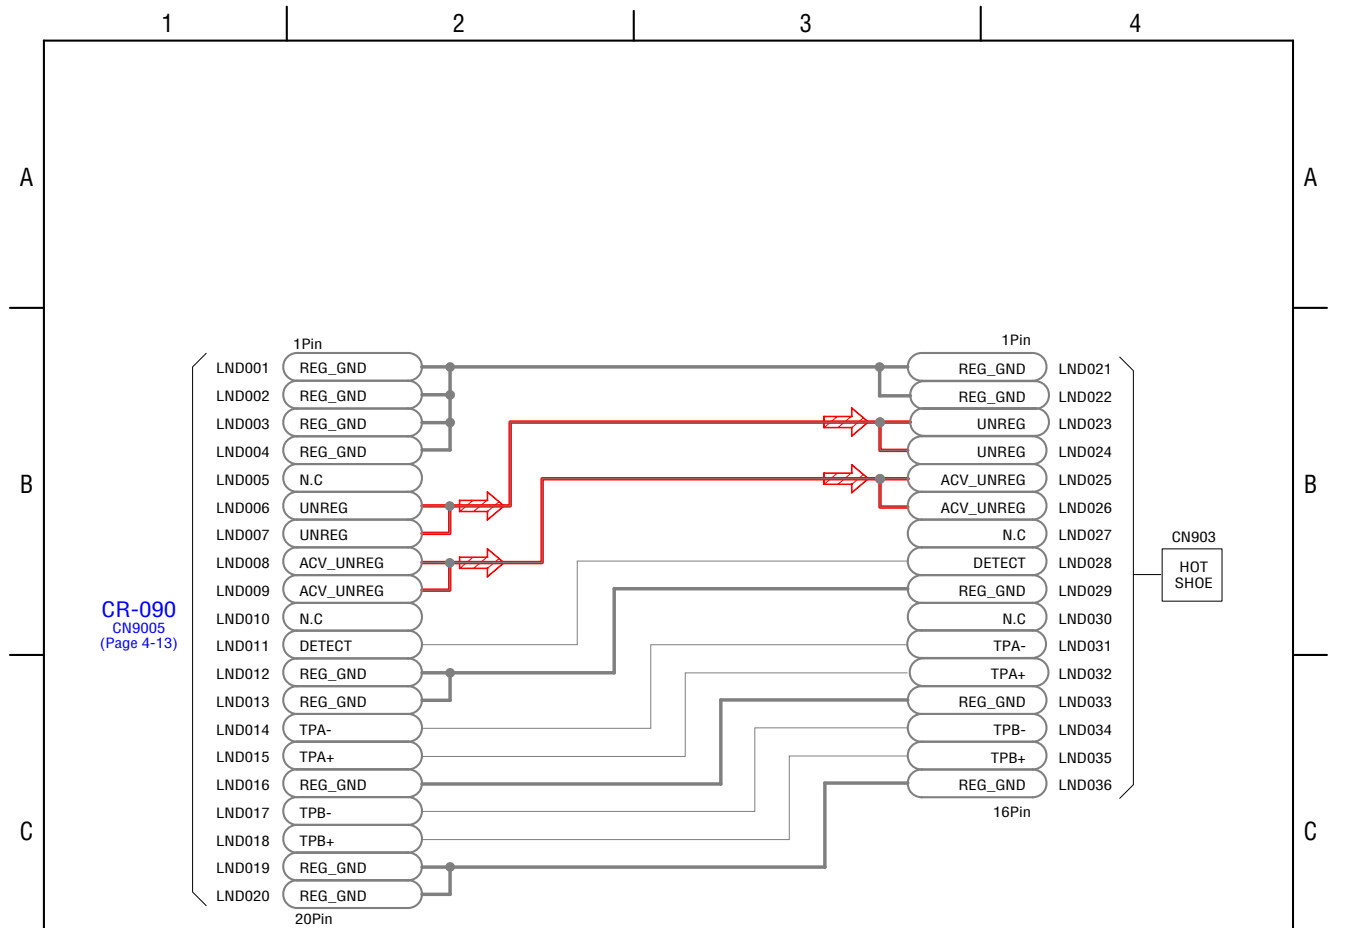 1 2 3 4
A A
1Pin 1Pin
LND001 REG_GND REG_GND LND021
LND002 REG_GND REG_GND LND022
LND003 REG_GND UNREG LND023
LND004 REG_GND UNREG LND024
B LND005 N.C ACV_UNREG LND025 B
LND006 UNREG ACV_UNREG LND026
LND007 UNREG N.C LND027 CN903
LND008 ACV_UNREG DETECT LND028 HOT
LND009 ACV_UNREG REG_GND LND029 SHOE
CR-090
CN9005
(Page 4-13)
LND010 N.C N.C LND030
LND011 DETECT TPA- LND031
LND012 REG_GND TPA+ LND032
LND013 REG_GND REG_GND LND033
LND014 TPA- TPB- LND034
LND015 TPA+ TPB+ LND035
LND016 REG_GND REG_GND LND036
LND017 TPB- 16Pin
C LND018 TPB+ C
LND019 REG_GND
LND020 REG_GND
20Pin